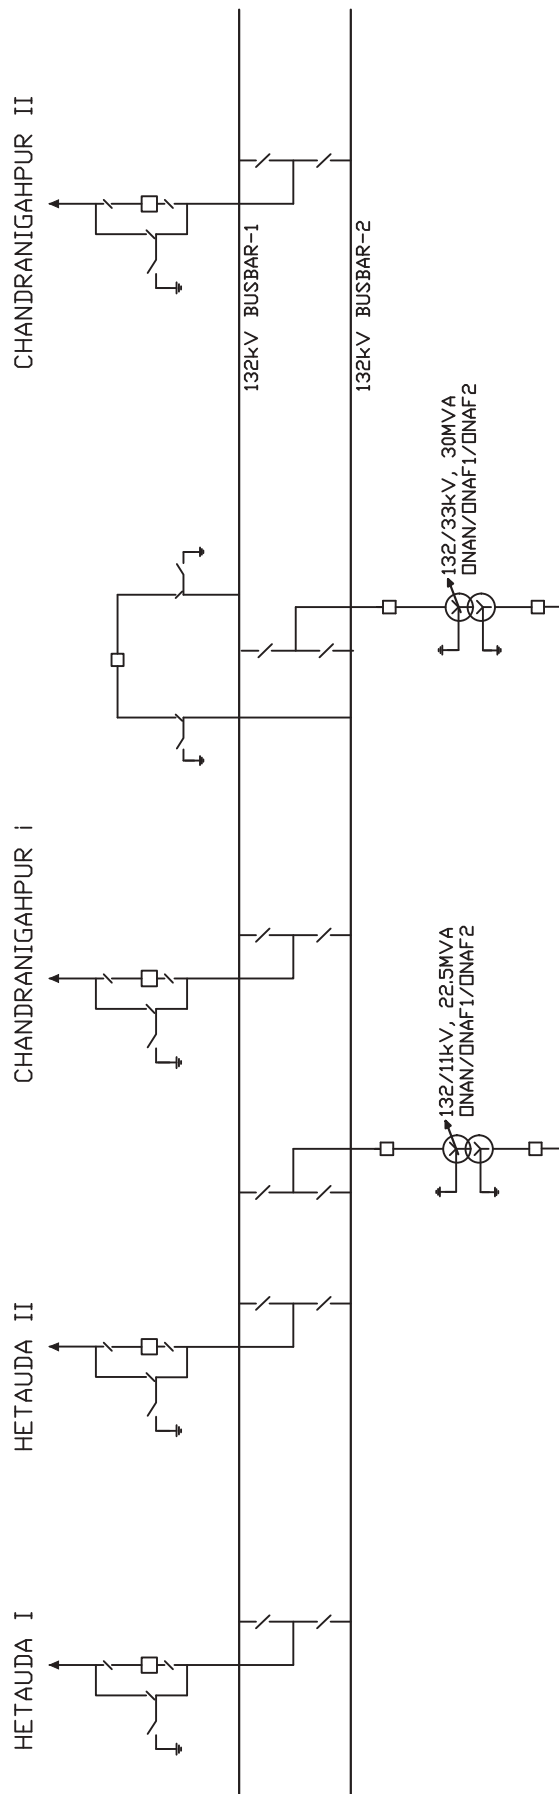 HETAUDA I
HETAUDA II
CHANDRANIGAHPUR i
CHANDRANIGAHPUR II
132kV BUSBAR-1
132kV BUSBAR-2
132/11kV, 22.5MVA
ONAN/ONAF1/ONAF2
132/33kV, 30MVA
ONAN/ONAF1/ONAF2